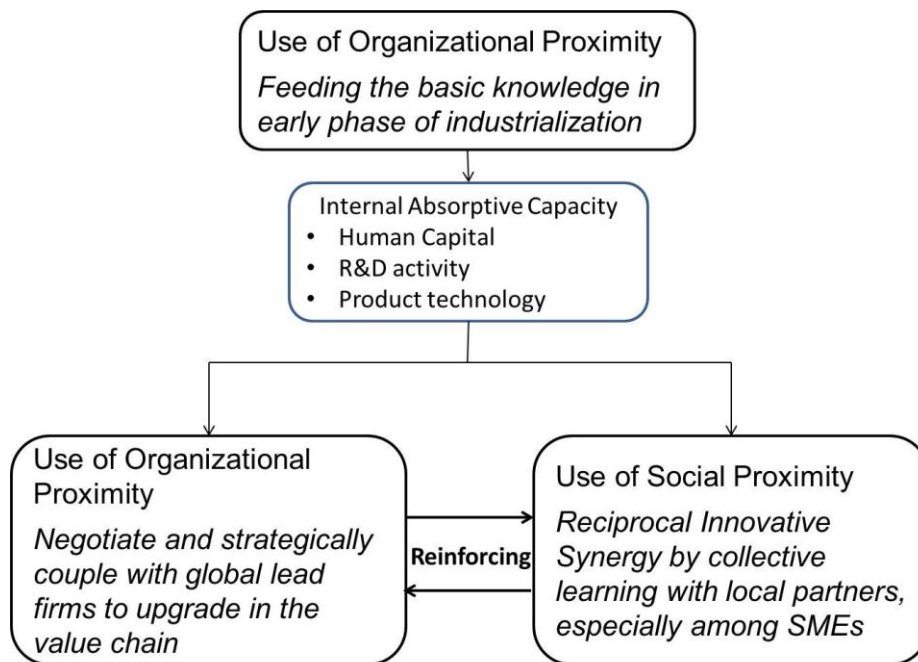 Use of Organizational Proximity
Feeding the basic knowledge in
early phase of industrialization
Internal Absorptive Capacity
• Human Capital
• R&D activity
• Product technology
Use of Organizational
Proximity
Negotiate and strategically
couple with global lead
firms to upgrade in the
value chain
Reinforcing
Use of Social Proximity
Reciprocal Innovative
Synergy by collective
learning with local partners,
especially among SMEs